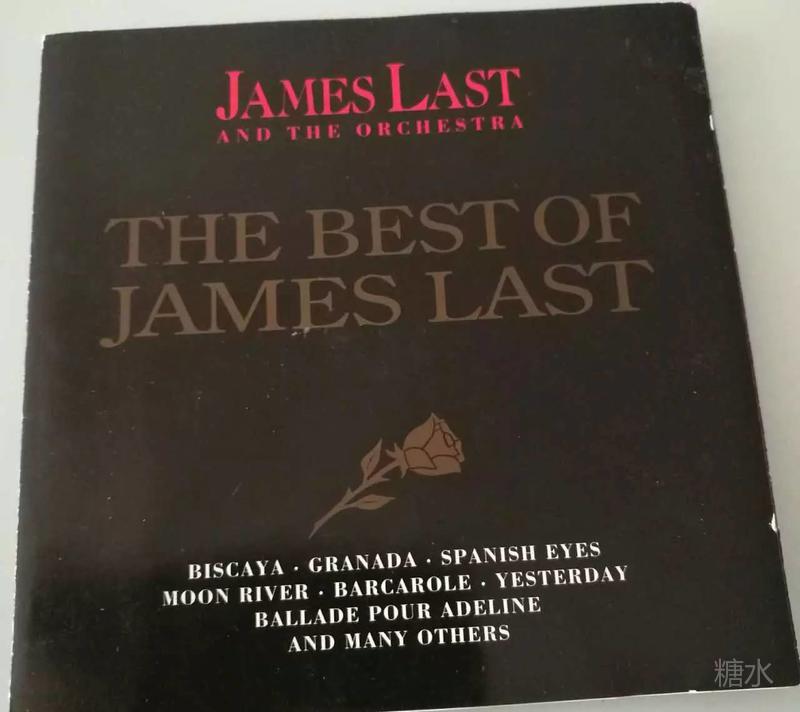 JAMES LAST
AND THE ORCHESTRA
THE BEST OF
JAMES LAST
BISCAYA · GRANADA · SPANISH EYES
MOON RIVER · BARCAROLE · YESTERDAY
BALLADE POUR ADELINE
AND MANY OTHERS
糖水